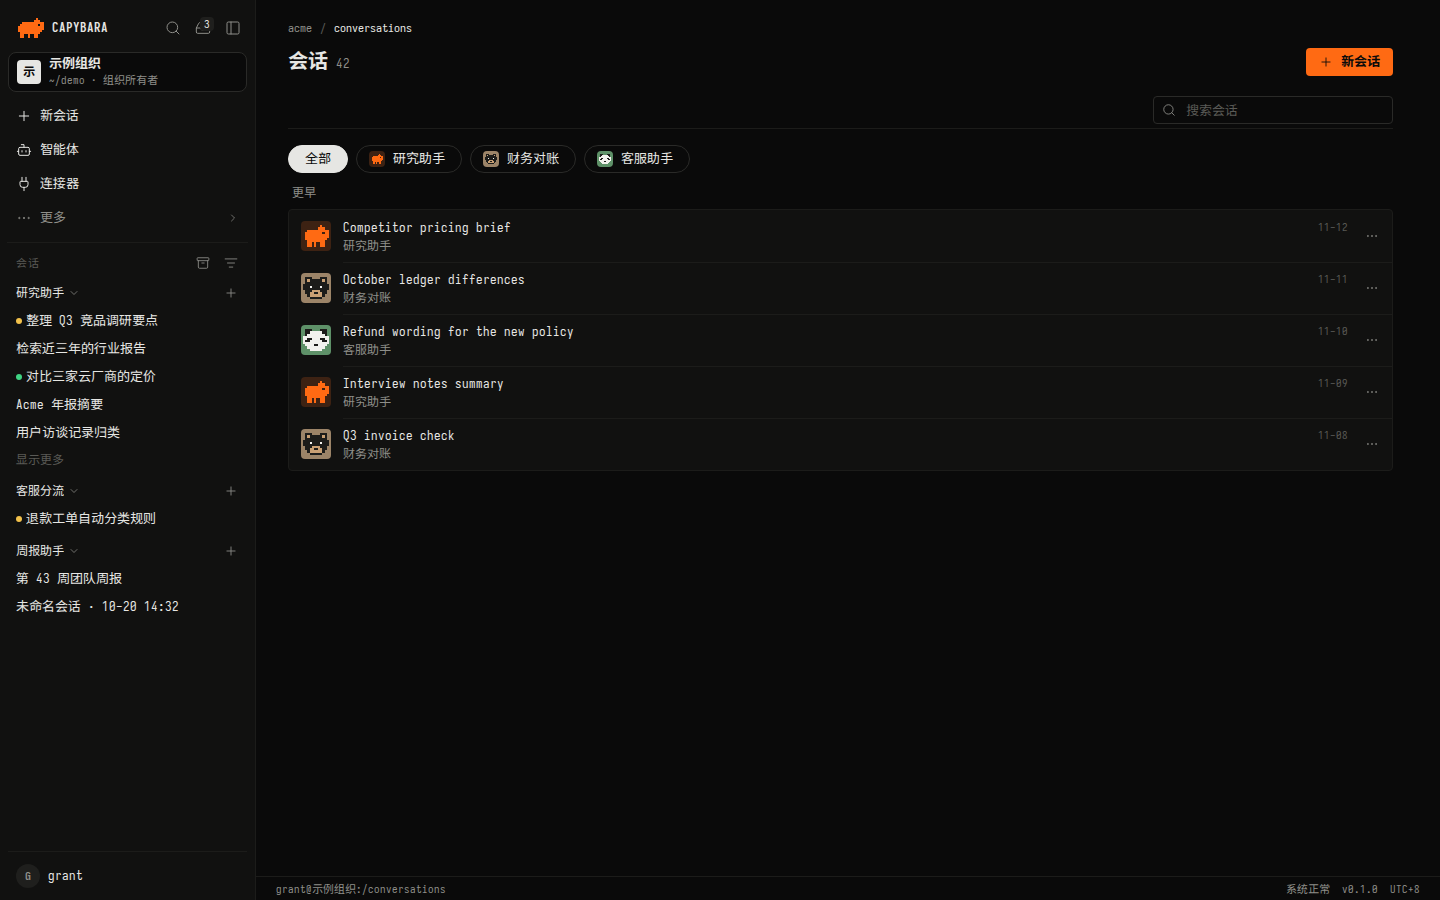 CAPYBARA
3
示
示例组织
~/demo · 组织所有者
新会话
智能体
连接器
更多
会话
研究助手
整理 Q3 竞品调研要点
检索近三年的行业报告
对比三家云厂商的定价
Acme 年报摘要
用户访谈记录归类
显示更多
客服分流
退款工单自动分类规则
周报助手
第 43 周团队周报
未命名会话 · 10-20 14:32
G
grant
acme / conversations
会话 42
新会话
搜索会话
全部
研究助手
财务对账
客服助手
更早
Competitor pricing brief
11-12
研究助手
October ledger differences
11-11
财务对账
Refund wording for the new policy
11-10
客服助手
Interview notes summary
11-09
研究助手
Q3 invoice check
11-08
财务对账
grant@示例组织:/conversations
系统正常 v0.1.0 UTC+8